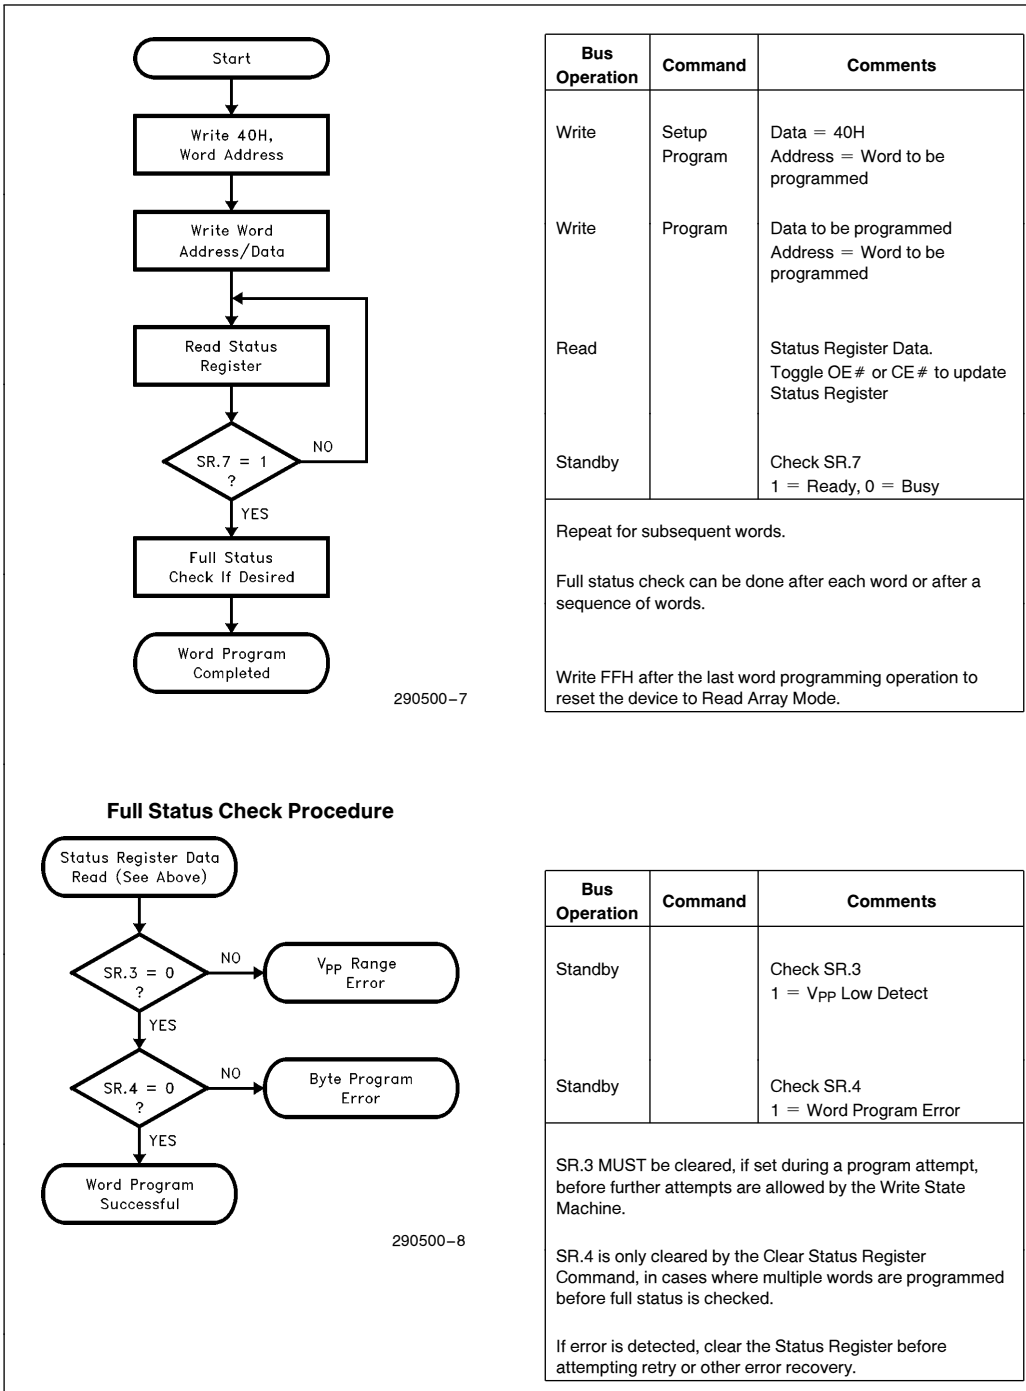 Start
Write 40H,
Word Address
Write Word
Address/Data
Read Status
Register
SR.7 = 1
?
NO
YES
Full Status
Check If Desired
Word Program
Completed
290500–7
Bus
Operation
Command
Comments
Write
Setup
Program
Data = 40H
Address = Word to be
programmed
Write
Program
Data to be programmed
Address = Word to be
programmed
Read
Status Register Data.
Toggle OE# or CE# to update
Status Register
Standby
Check SR.7
1 = Ready, 0 = Busy
Repeat for subsequent words.
Full status check can be done after each word or after a
sequence of words.
Write FFH after the last word programming operation to
reset the device to Read Array Mode.
Full Status Check Procedure
Status Register Data
Read (See Above)
SR.3 = 0
?
NO
VPP Range
Error
YES
SR.4 = 0
?
NO
Byte Program
Error
YES
Word Program
Successful
290500–8
Bus
Operation
Command
Comments
Standby
Check SR.3
1 = VPP Low Detect
Standby
Check SR.4
1 = Word Program Error
SR.3 MUST be cleared, if set during a program attempt,
before further attempts are allowed by the Write State
Machine.
SR.4 is only cleared by the Clear Status Register
Command, in cases where multiple words are programmed
before full status is checked.
If error is detected, clear the Status Register before
attempting retry or other error recovery.